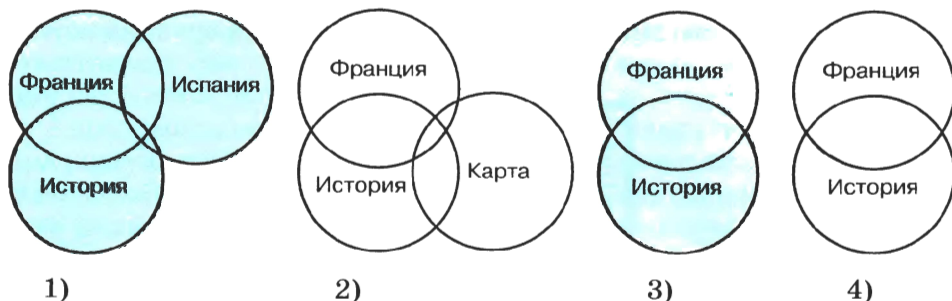 Франция Испания
История
1)
Франция
История Карта
2)
Франция
История
3)
Франция
История
4)